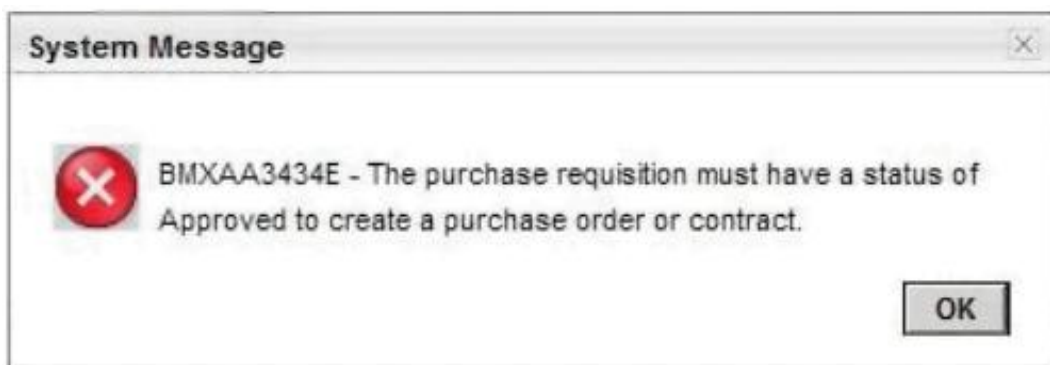 System Message
BMXAA3434E - The purchase requisition must have a status of
Approved to create a purchase order or contract.
OK